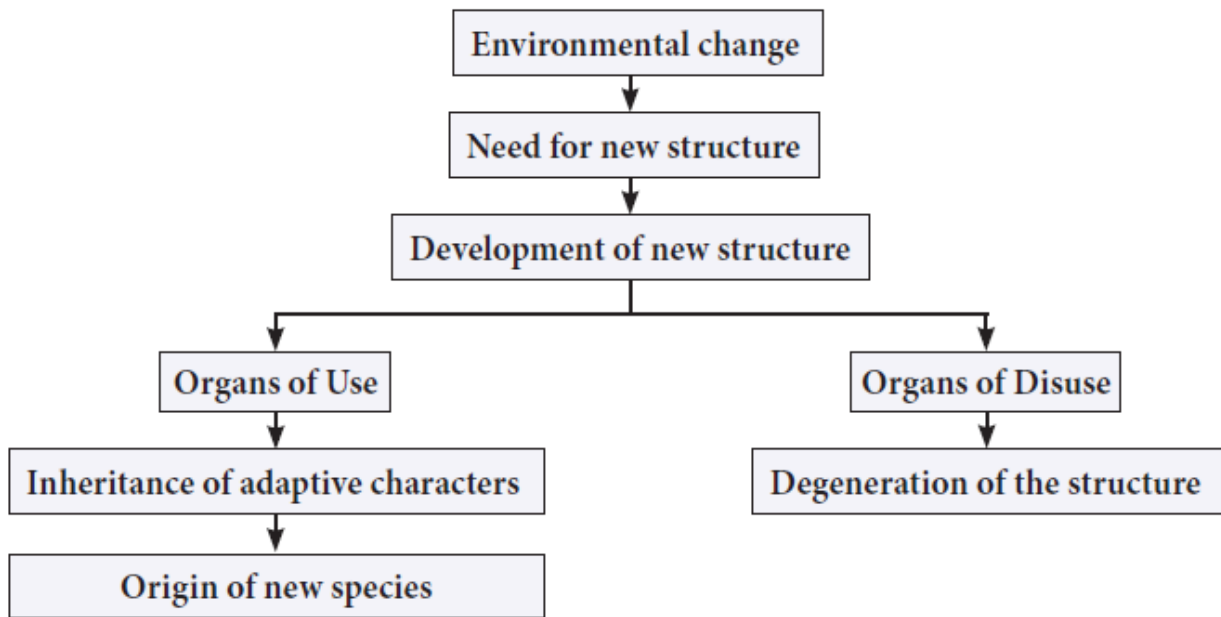 Environmental change
Need for new structure
Development of new structure
Organs of Use
Organs of Disuse
Inheritance of adaptive characters
Degeneration of the structure
Origin of new species